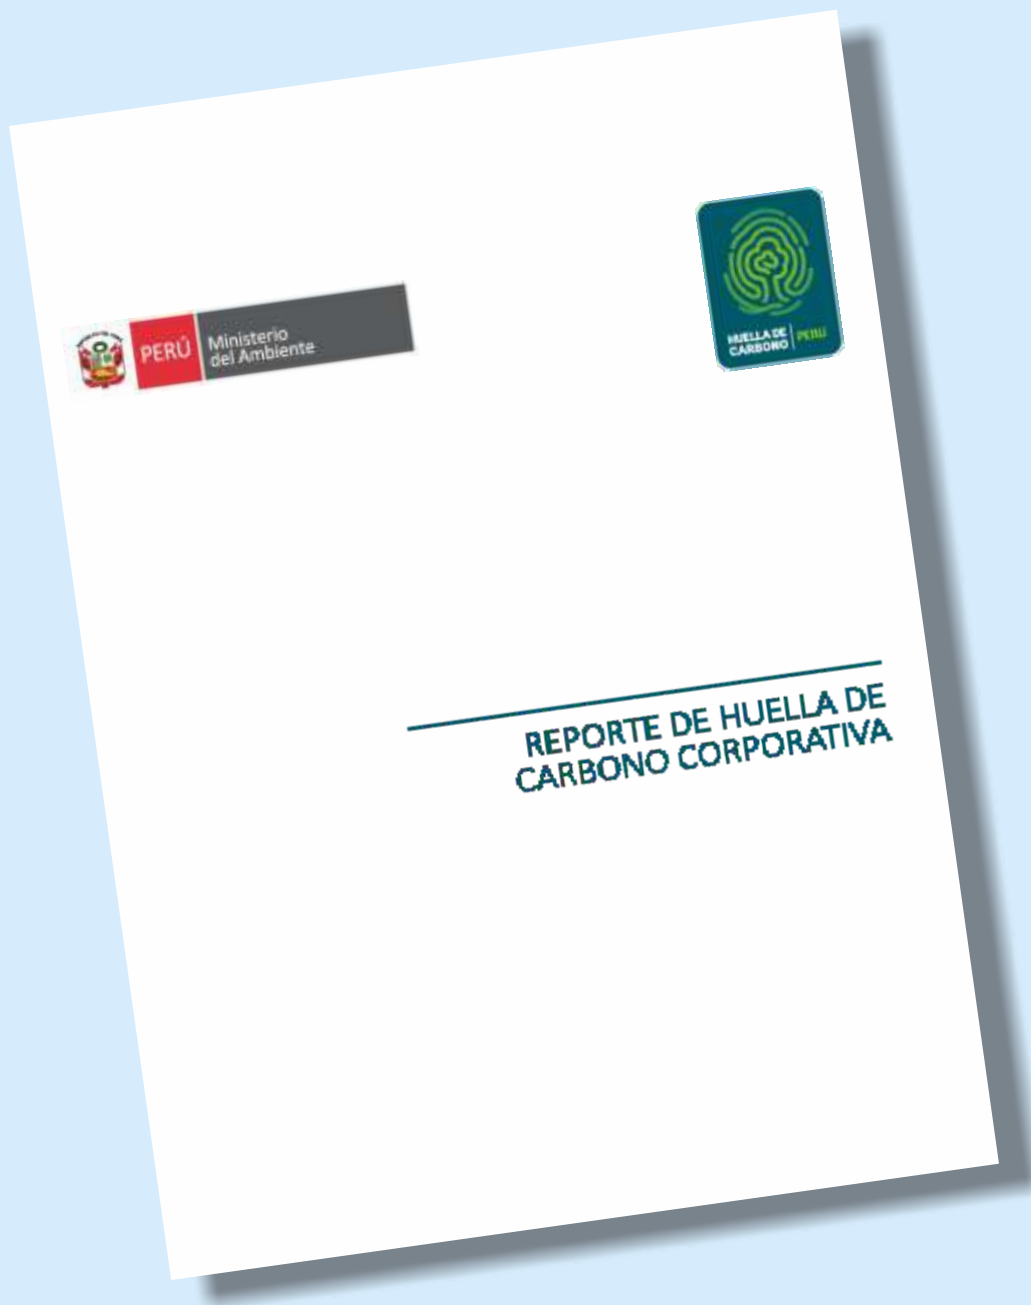 PERÚ
Ministerio
del Ambiente
HUELLA DE
CARBONO
PERÚ
REPORTE DE HUELLA DE
CARBONO CORPORATIVA